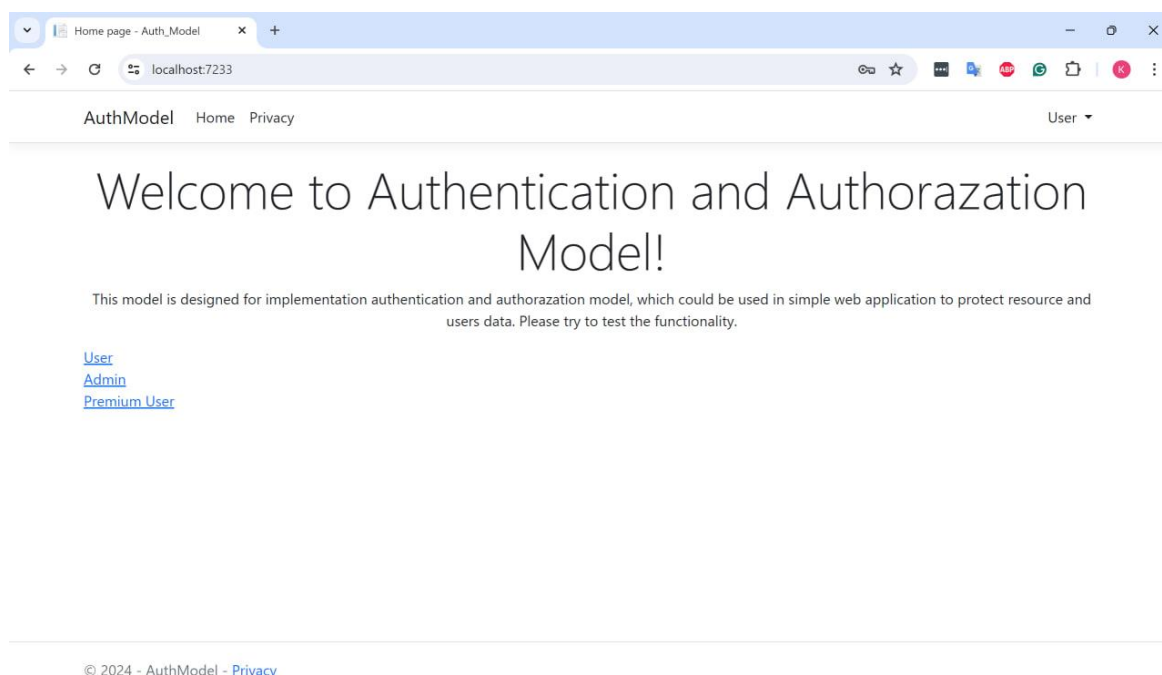 Home page - Auth_Model
localhost:7233
ABP
G
K
AuthModel Home Privacy User
Welcome to Authentication and Authorazation
Model!
This model is designed for implementation authentication and authorazation model, which could be used in simple web application to protect resource and
users data. Please try to test the functionality.
User
Admin
Premium User
© 2024 - AuthModel - Privacy